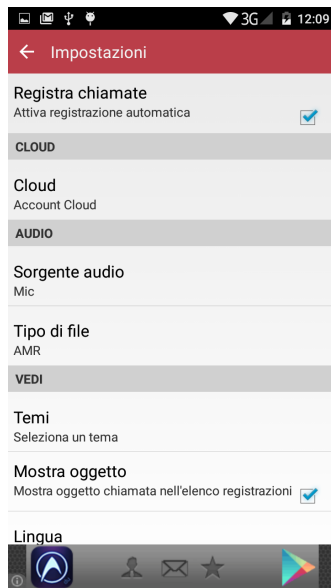 3G 12:09
Impostazioni
Registra chiamate
Attiva registrazione automatica
CLOUD
Cloud
Account Cloud
AUDIO
Sorgente audio
Mic
Tipo di file
AMR
VEDI
Temi
Seleziona un tema
Mostra oggetto
Mostra oggetto chiamata nell'elenco registrazioni
Lingua